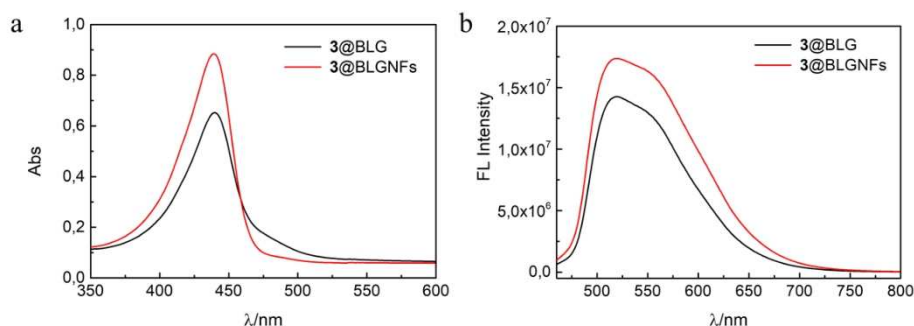 a
1,0
0,8
0,6
0,4
0,2
0,0
Abs
350 400 450 500 550 600
λ/nm
3@BLG
3@BLGNFs
b
2,0x10⁷
1,5x10⁷
1,0x10⁷
5,0x10⁶
0,0
FL Intensity
500 550 600 650 700 750 800
λ/nm
3@BLG
3@BLGNFs